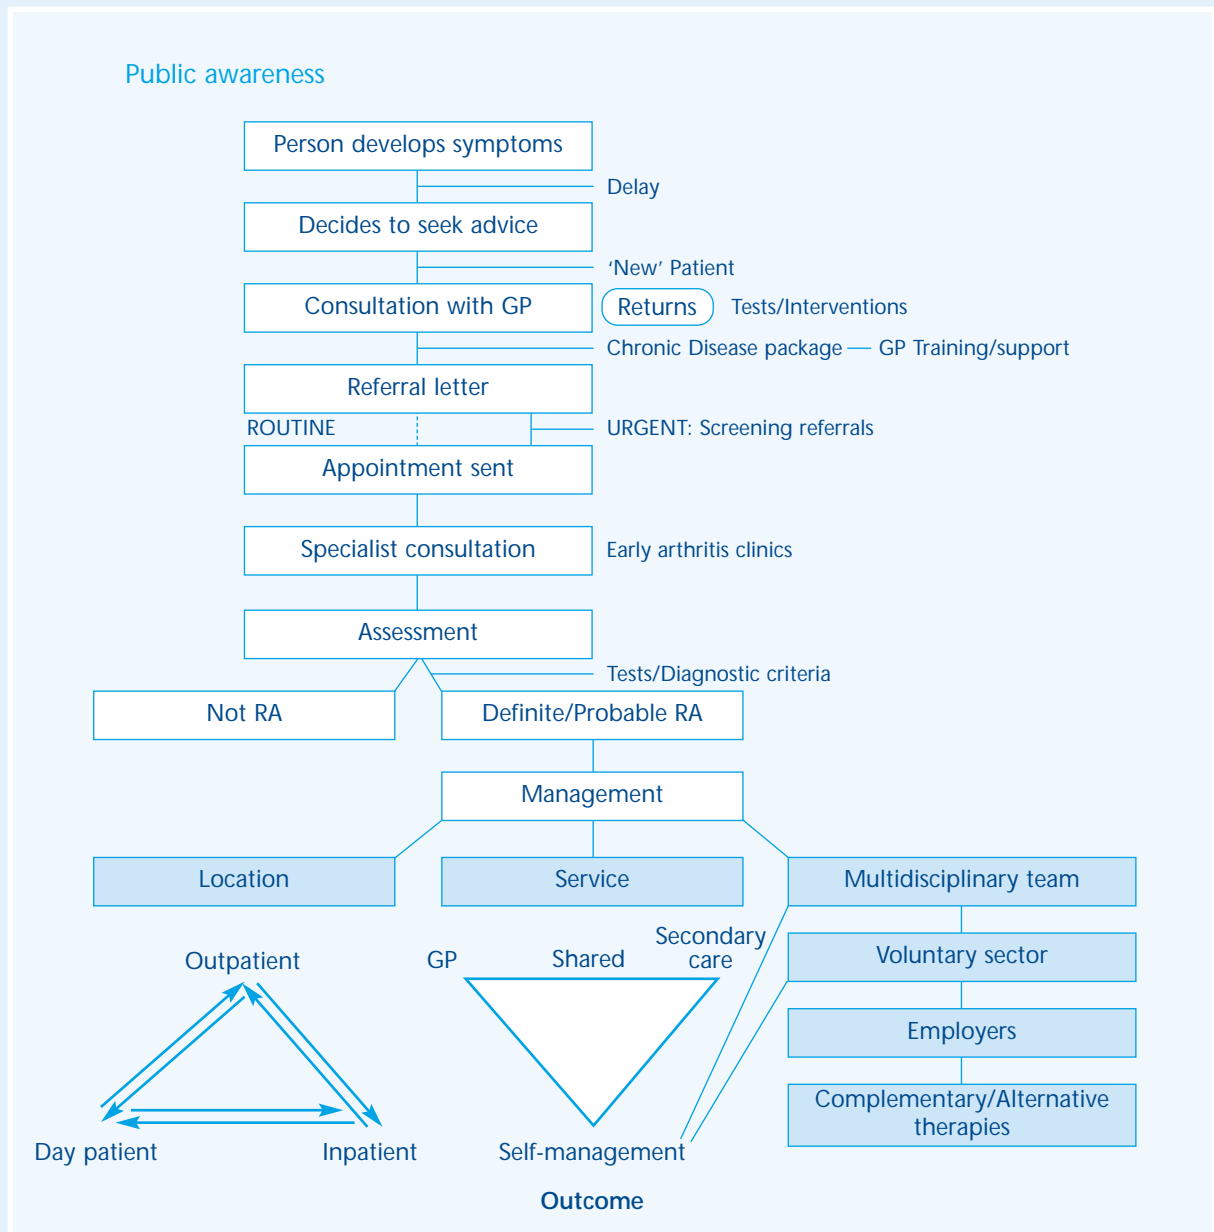 Public awareness
Person develops symptoms
Delay
Decides to seek advice
‘New’ Patient
Consultation with GP
Returns
Tests/Interventions
Chronic Disease package — GP Training/support
Referral letter
ROUTINE
URGENT: Screening referrals
Appointment sent
Specialist consultation
Early arthritis clinics
Assessment
Tests/Diagnostic criteria
Not RA
Definite/Probable RA
Management
Location
Service
Multidisciplinary team
Outpatient
Day patient
Inpatient
GP
Shared
Secondary
care
Self-management
Voluntary sector
Employers
Complementary/Alternative
therapies
Outcome